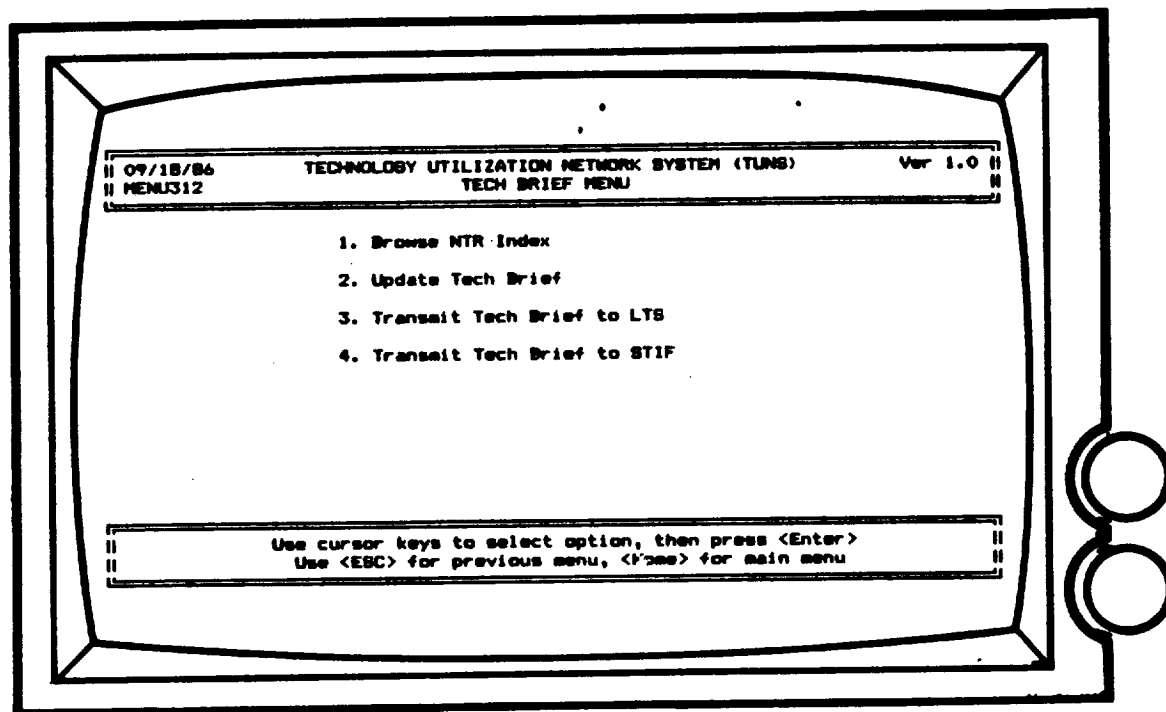 09/18/86 TECHNOLOGY UTILIZATION NETWORK SYSTEM (TUNS) Ver 1.0
MENU312 TECH BRIEF MENU
1. Browse NTR Index
2. Update Tech Brief
3. Transmit Tech Brief to LTS
4. Transmit Tech Brief to STIF
Use cursor keys to select option, then press <Enter>
Use <ESC> for previous menu, <Home> for main menu